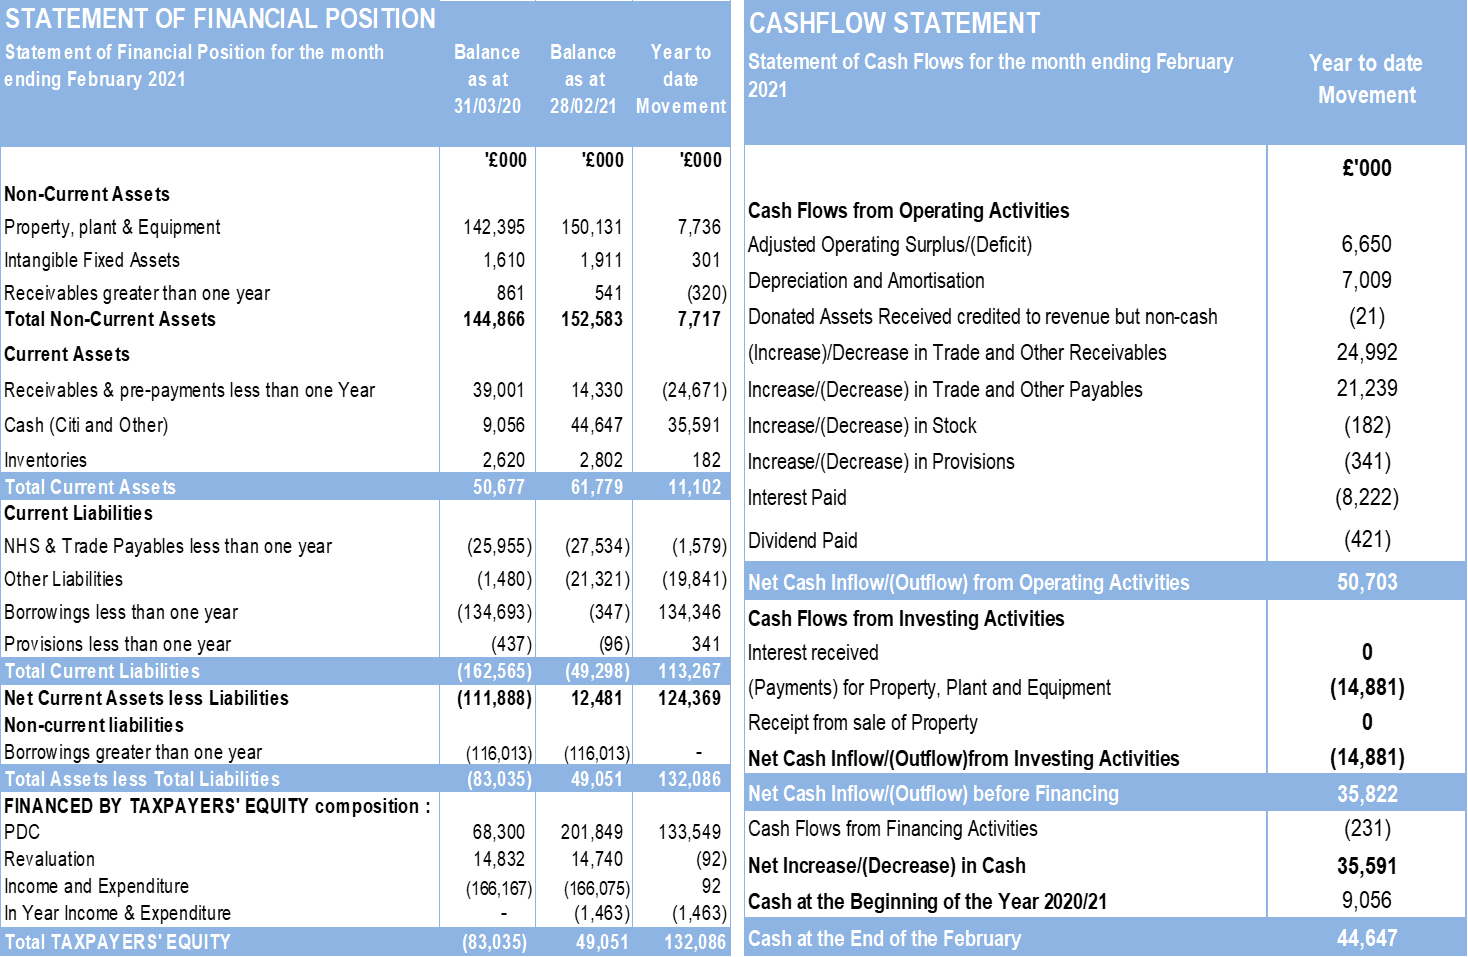 STATEMENT OF FINANCIAL POSITION
Statement of Financial Position for the month ending February 2021 Balance as at 31/03/20 Balance as at 28/02/21 Year to date Movement
'£000 '£000 '£000
Non-Current Assets
Property, plant & Equipment 142,395 150,131 7,736
Intangible Fixed Assets 1,610 1,911 301
Receivables greater than one year 861 541 (320)
Total Non-Current Assets 144,866 152,583 7,717
Current Assets
Receivables & pre-payments less than one Year 39,001 14,330 (24,671)
Cash (Citi and Other) 9,056 44,647 35,591
Inventories 2,620 2,802 182
Total Current Assets 50,677 61,779 11,102
Current Liabilities
NHS & Trade Payables less than one year (25,955) (27,534) (1,579)
Other Liabilities (1,480) (21,321) (19,841)
Borrowings less than one year (134,693) (347) 134,346
Provisions less than one year (437) (96) 341
Total Current Liabilities (162,565) (49,298) 113,267
Net Current Assets less Liabilities (111,888) 12,481 124,369
Non-current liabilities
Borrowings greater than one year (116,013) (116,013) -
Total Assets less Total Liabilities (83,035) 49,051 132,086
FINANCED BY TAXPAYERS' EQUITY composition :
PDC 68,300 201,849 133,549
Revaluation 14,832 14,740 (92)
Income and Expenditure (166,167) (166,075) 92
In Year Income & Expenditure - (1,463) (1,463)
Total TAXPAYERS' EQUITY (83,035) 49,051 132,086
CASHFLOW STATEMENT
Statement of Cash Flows for the month ending February 2021 Year to date Movement
£'000
Cash Flows from Operating Activities
Adjusted Operating Surplus/(Deficit) 6,650
Depreciation and Amortisation 7,009
Donated Assets Received credited to revenue but non-cash (21)
(Increase)/Decrease in Trade and Other Receivables 24,992
Increase/(Decrease) in Trade and Other Payables 21,239
Increase/(Decrease) in Stock (182)
Increase/(Decrease) in Provisions (341)
Interest Paid (8,222)
Dividend Paid (421)
Net Cash Inflow/(Outflow) from Operating Activities 50,703
Cash Flows from Investing Activities
Interest received 0
(Payments) for Property, Plant and Equipment (14,881)
Receipt from sale of Property 0
Net Cash Inflow/(Outflow)from Investing Activities (14,881)
Net Cash Inflow/(Outflow) before Financing 35,822
Cash Flows from Financing Activities (231)
Net Increase/(Decrease) in Cash 35,591
Cash at the Beginning of the Year 2020/21 9,056
Cash at the End of the February 44,647